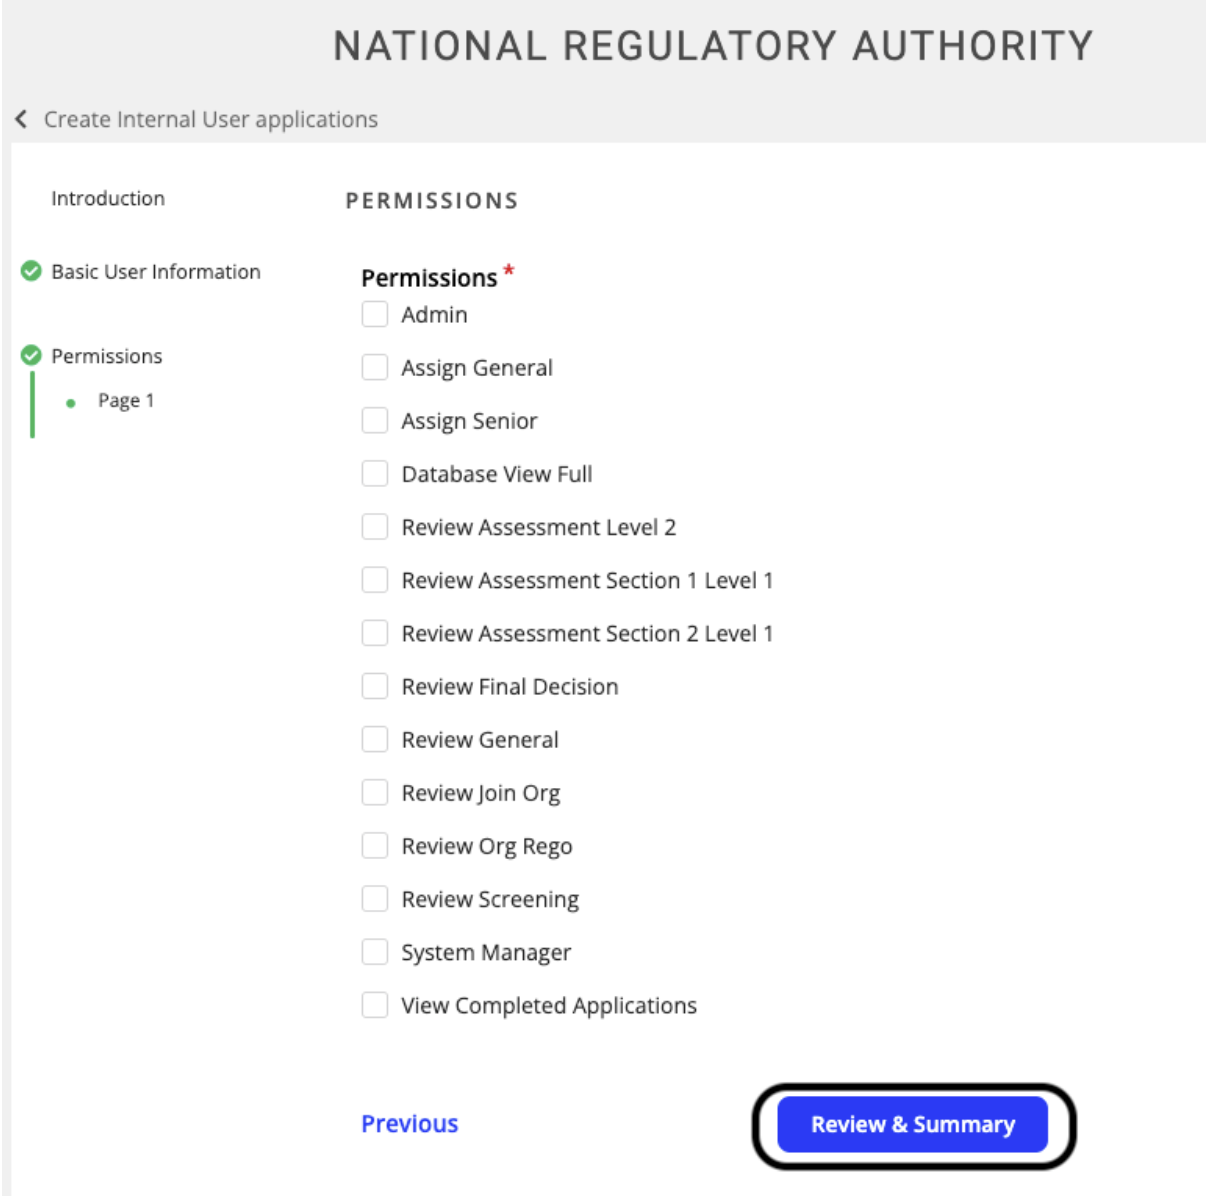 NATIONAL REGULATORY AUTHORITY
Create Internal User applications
Introduction
Basic User Information
Permissions
Page 1
PERMISSIONS
Permissions *
Admin
Assign General
Assign Senior
Database View Full
Review Assessment Level 2
Review Assessment Section 1 Level 1
Review Assessment Section 2 Level 1
Review Final Decision
Review General
Review Join Org
Review Org Rego
Review Screening
System Manager
View Completed Applications
Previous
Review & Summary